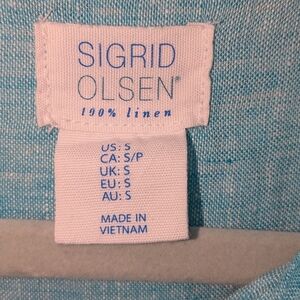 SIGRID
OLSEN®
100% linen
US: S
CA: S/P
UK: S
EU: S
AU: S
MADE IN
VIETNAM